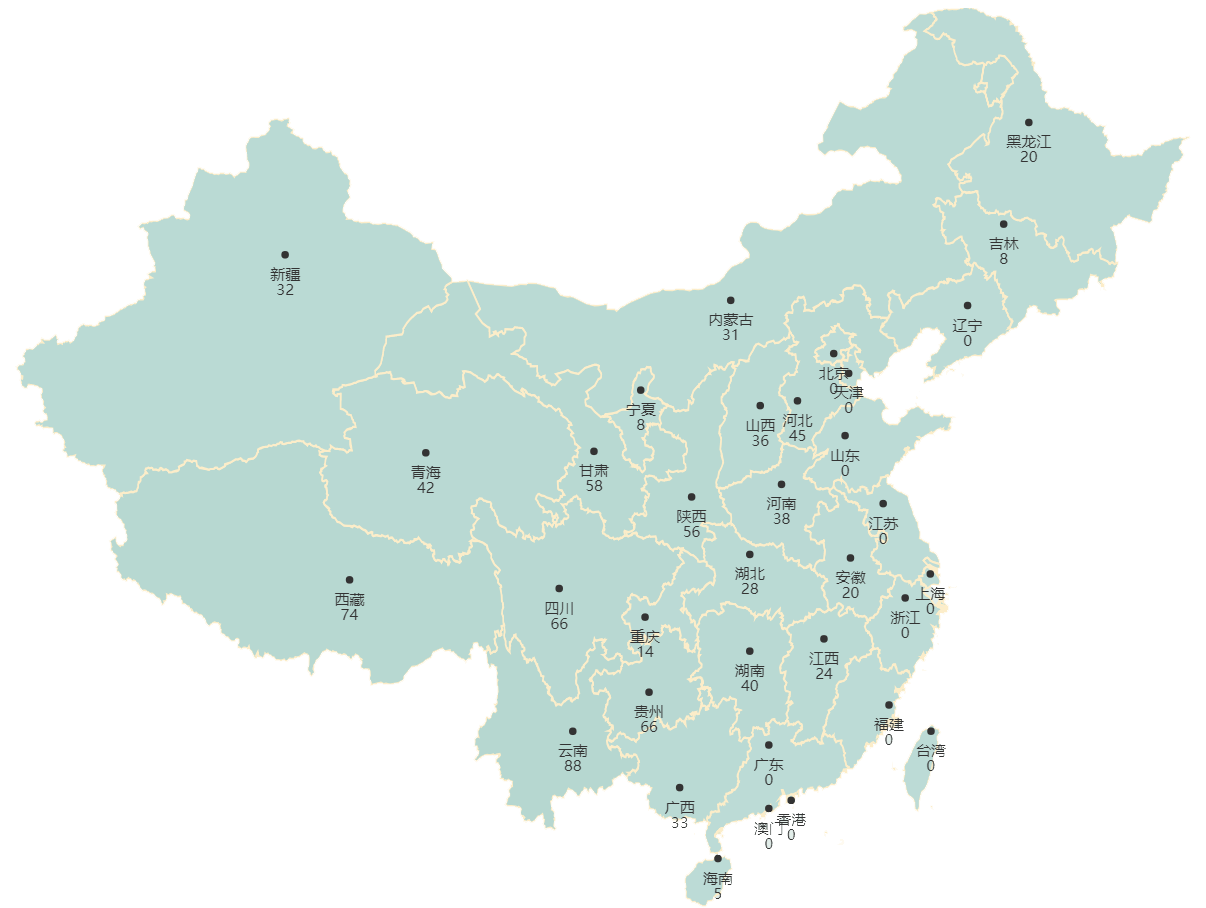 黑龙江
20
吉林
8
新疆
32
内蒙古
31
辽宁
0
北京
0
天津
0
宁夏
8
山西
36
河北
45
山东
0
青海
42
甘肃
58
河南
38
陕西
56
江苏
0
湖北
28
安徽
20
西藏
74
四川
66
上海
0
浙江
0
重庆
14
湖南
40
江西
24
贵州
66
福建
0
云南
88
广东
0
台湾
0
广西
33
香港
0
澳门
0
海南
5